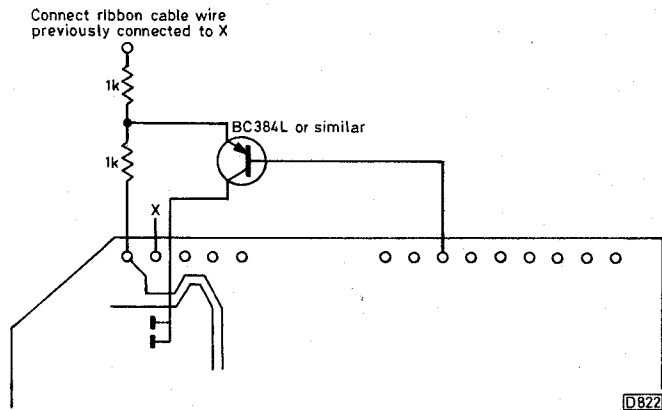 Connect ribbon cable wire
previously connected to X
1k
BC384L or similar
1k
X
D822